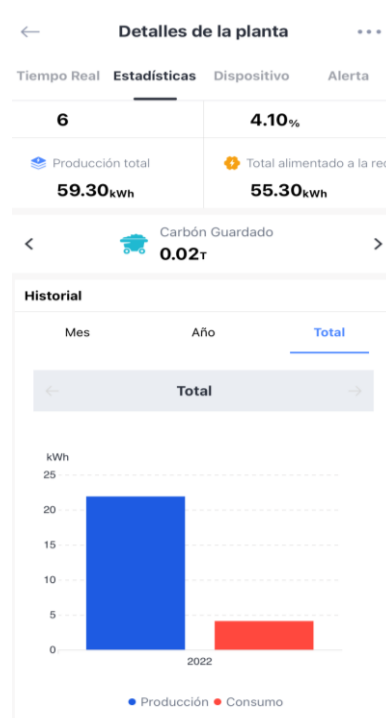 Detalles de la planta
Tiempo Real Estadísticas Dispositivo Alerta
6 4.10%
Producción total Total alimentado a la red
59.30kWh 55.30kWh
Carbón Guardado
0.02T
Historial
Mes Año Total
Total
kWh
25
20
15
10
5
0
2022
Producción Consumo